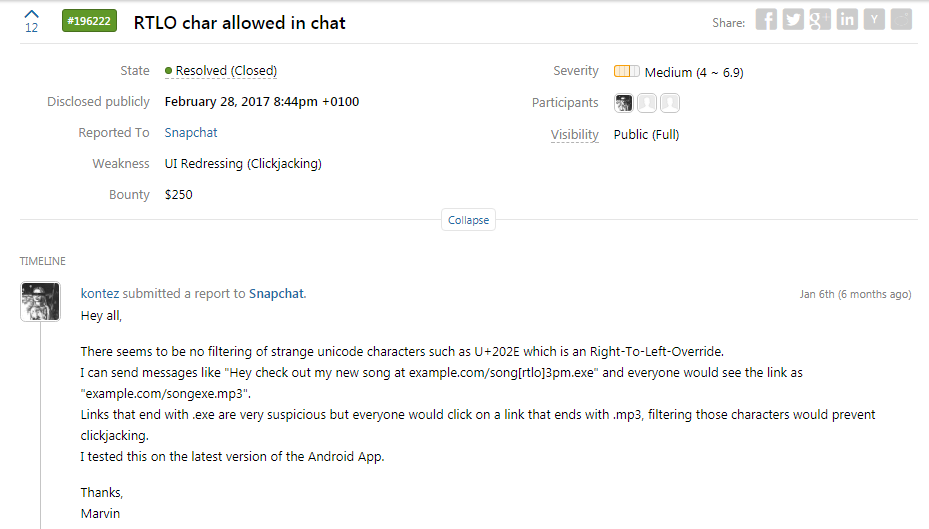 12
#196222
RTLO char allowed in chat
Share:
State
Resolved (Closed)
Severity
Medium (4 ~ 6.9)
Disclosed publicly
February 28, 2017 8:44pm +0100
Participants
Reported To
Snapchat
Visibility
Public (Full)
Weakness
UI Redressing (Clickjacking)
Bounty
$250
Collapse
TIMELINE
kontez submitted a report to Snapchat.
Jan 6th (6 months ago)
Hey all,
There seems to be no filtering of strange unicode characters such as U+202E which is an Right-To-Left-Override.
I can send messages like "Hey check out my new song at example.com/song[rtlo]3pm.exe" and everyone would see the link as
"example.com/songexe.mp3".
Links that end with .exe are very suspicious but everyone would click on a link that ends with .mp3, filtering those characters would prevent
clickjacking.
I tested this on the latest version of the Android App.
Thanks,
Marvin